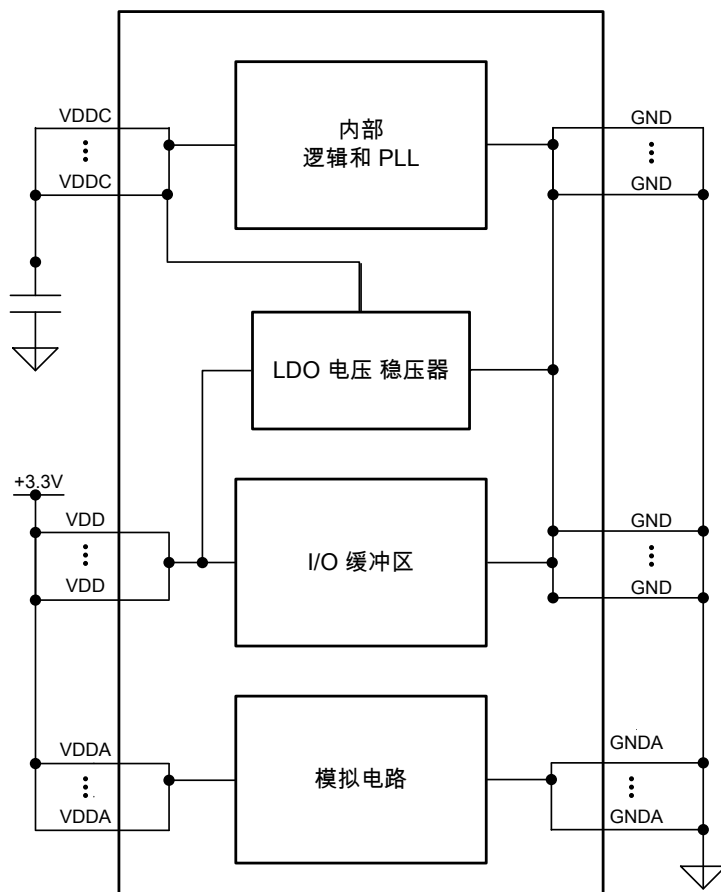 内部
逻辑和 PLL
VDDC
GND
VDDC
GND
LDO 电压 稳压器
+3.3V
VDD
GND
I/O 缓冲区
VDD
GND
VDDA
GNDA
模拟电路
VDDA
GNDA